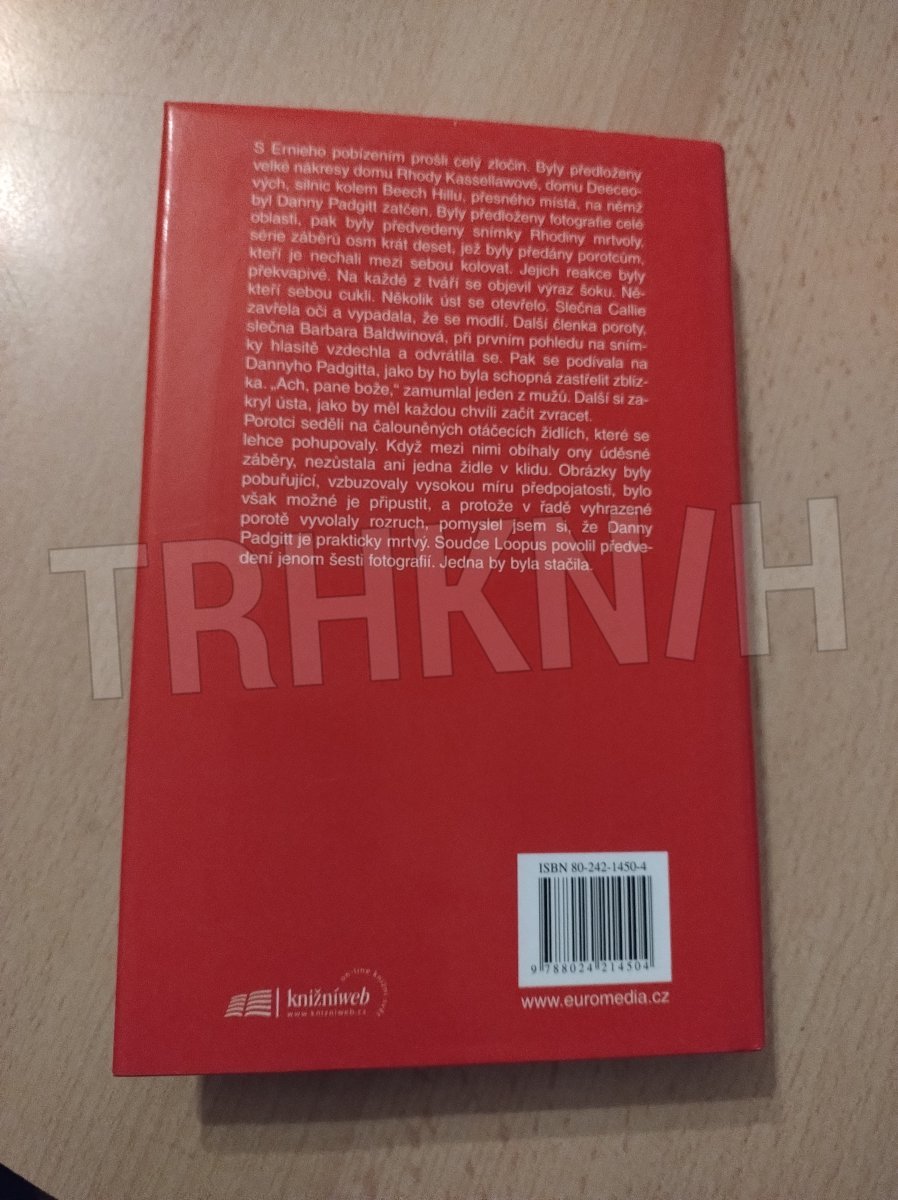 S Ernieho pobízením prošli celý zločin. Byly předloženy
velké nákresy domu Rhody Kassellawové, domu Deeceo-
vých, silnic kolem Beech Hillu, přesného místa, na němž
byl Danny Padgitt zatčen. Byly předloženy fotografie celé
oblasti, pak byly předvedeny snímky Rhodiny mrtvoly,
série záběrů osm krát deset, jež byly předány porotcům,
kteří je nechali mezi sebou kolovat. Jejich reakce byly
překvapivé. Na každé z tváří se objevil výraz šoku. Ně-
kteří sebou cukli. Několik úst se otevřelo. Slečna Callie
zavřela oči a vypadala, že se modlí. Další členka poroty,
slečna Barbara Baldwinová, při prvním pohledu na sním-
ky hlasitě vzdechla a odvrátila se. Pak se podívala na
Dannyho Padgitta, jako by ho byla schopná zastřelit zblíz-
ka. „Ach, pane bože,“ zamumlal jeden z mužů. Další si za-
kryl ústa, jako by měl každou chvíli začít zvracet.
Porotci seděli na čalouněných otáčecích židlích, které se
lehce pohupovaly. Když mezi nimi obíhaly ony úděsné
záběry, nezůstala ani jedna židle v klidu. Obrázky byly
pobuřující, vzbuzovaly vysokou míru předpojatosti, bylo
však možné je připustit, a protože v řadě vyhrazené
porotě vyvolaly rozruch, pomyslel jsem si, že Danny
Padgitt je prakticky mrtvý. Soudce Loopus povolil předve-
dení jenom šesti fotografií. Jedna by byla stačila.
TRHKNIH
ISBN 80-242-1450-4
9 788024 214504
www.euromedia.cz
knižníweb
www.knizniweb.cz